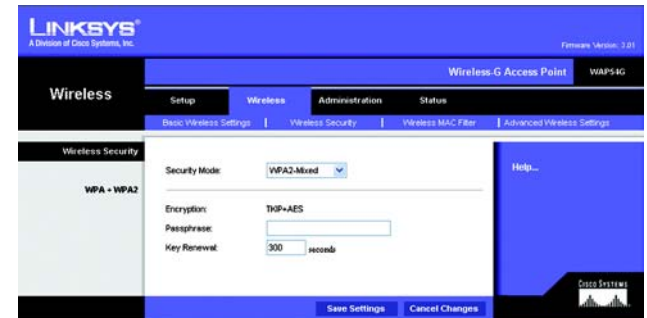 LINKSYS®
A Division of Cisco Systems, Inc.
Firmware Version: 3.01
Wireless-G Access Point WAP54G
Wireless
Setup Wireless Administration Status
Basic Wireless Settings | Wireless Security | Wireless MAC Filter | Advanced Wireless Settings
Wireless Security
WPA + WPA2
Security Mode: WPA2-Mixed
Encryption: TKIP+AES
Passphrase:
Key Renewal: 300 seconds
Help...
CISCO SYSTEMS
Save Settings Cancel Changes